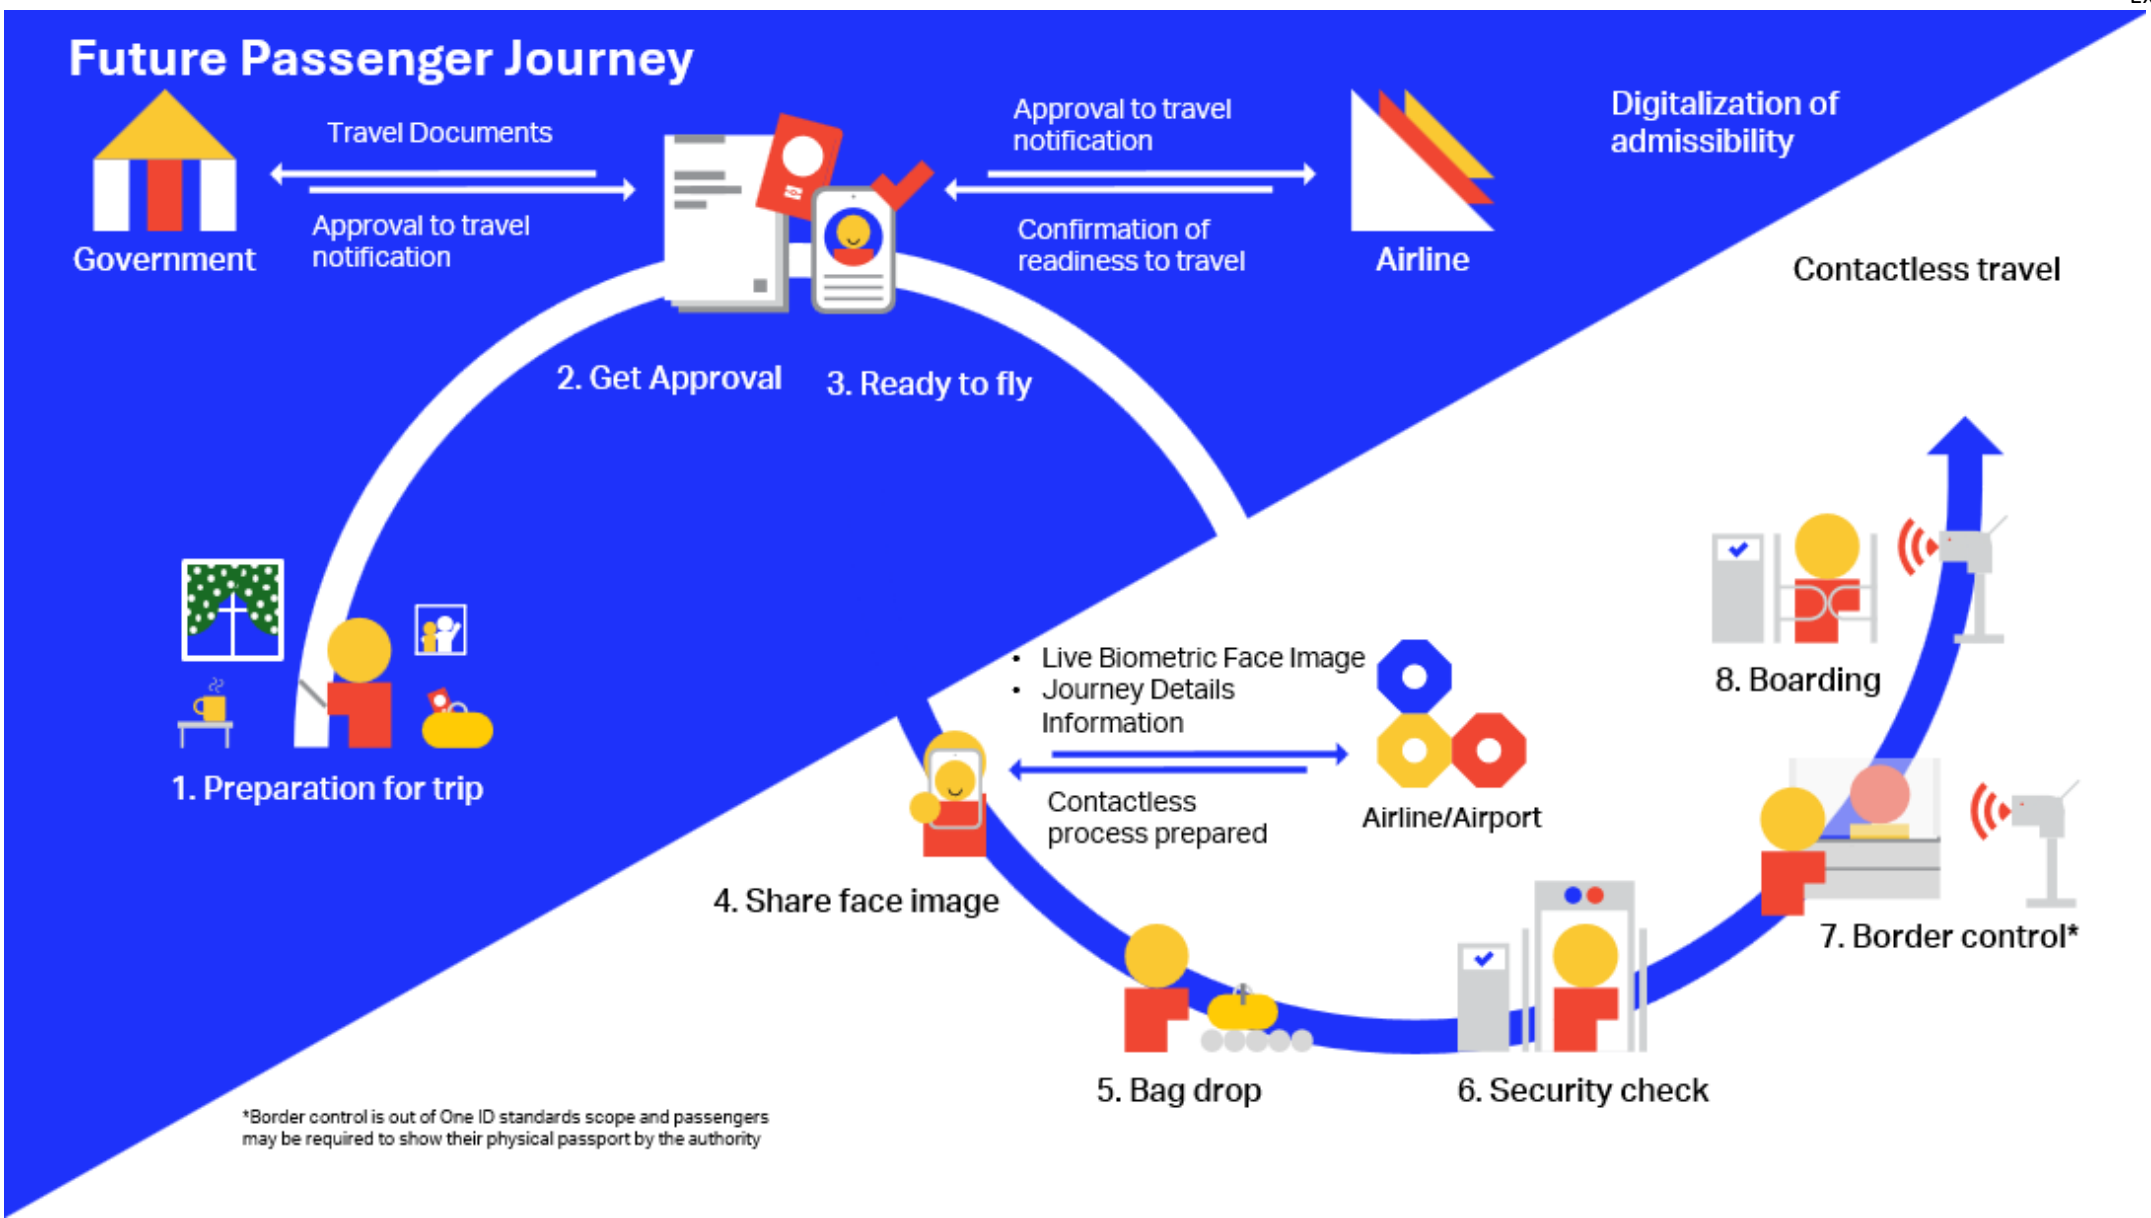 Future Passenger Journey
Travel Documents
Approval to travel
notification
Government
2. Get Approval
3. Ready to fly
Approval to travel
notification
Confirmation of
readiness to travel
Airline
Digitalization of
admissibility
Contactless travel
1. Preparation for trip
• Live Biometric Face Image
• Journey Details
Information
Contactless
process prepared
Airline/Airport
4. Share face image
5. Bag drop
6. Security check
7. Border control*
8. Boarding
*Border control is out of One ID standards scope and passengers
may be required to show their physical passport by the authority